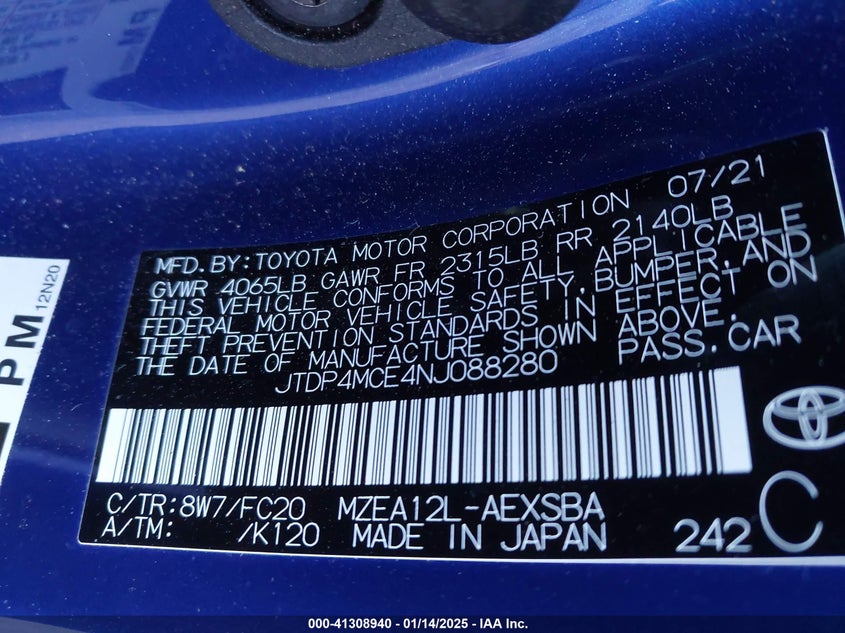 MFD. BY: TOYOTA MOTOR CORPORATION 07/21
GVWR 4065LB GAWR FR 2315LB RR 2140LB
THIS VEHICLE CONFORMS TO ALL APPLICABLE
FEDERAL MOTOR VEHICLE SAFETY, BUMPER, AND
THEFT PREVENTION STANDARDS IN EFFECT ON
THE DATE OF MANUFACTURE SHOWN ABOVE.
JTDP4MCE4NJ088280 PASS. CAR
C/TR: 8W7/FC20 MZEA12L-AEXSBA
A/TM: /K120 MADE IN JAPAN 242 C
PM
12N20
000-41308940 - 01/14/2025 - IAA Inc.